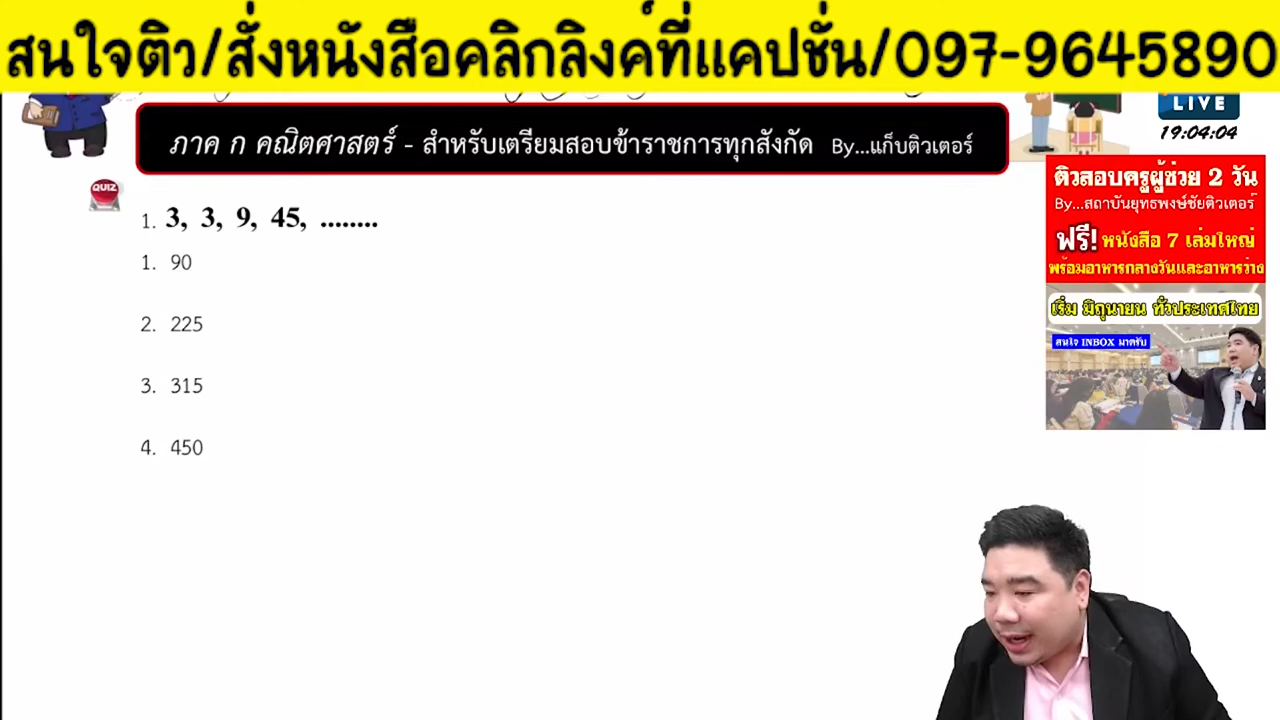 สนใจติว/สั่งหนังสือคลิกลิงค์ที่แคปชั่น/097-9645890
LIVE
19:04:04
ภาค ก คณิตศาสตร์ - สำหรับเตรียมสอบข้าราชการทุกสังกัด By...แก็บติวเตอร์
QUIZ
1. 3, 3, 9, 45, ........
1. 90
2. 225
3. 315
4. 450
ติวสอบครูผู้ช่วย 2 วัน
By...สถาบันยุทธพงษ์ชัยติวเตอร์
ฟรี! หนังสือ 7 เล่มใหญ่
พร้อมอาหารกลางวันและอาหารว่าง
เริ่ม มิถุนายน ทั่วประเทศไทย
สนใจ INBOX มาครับ